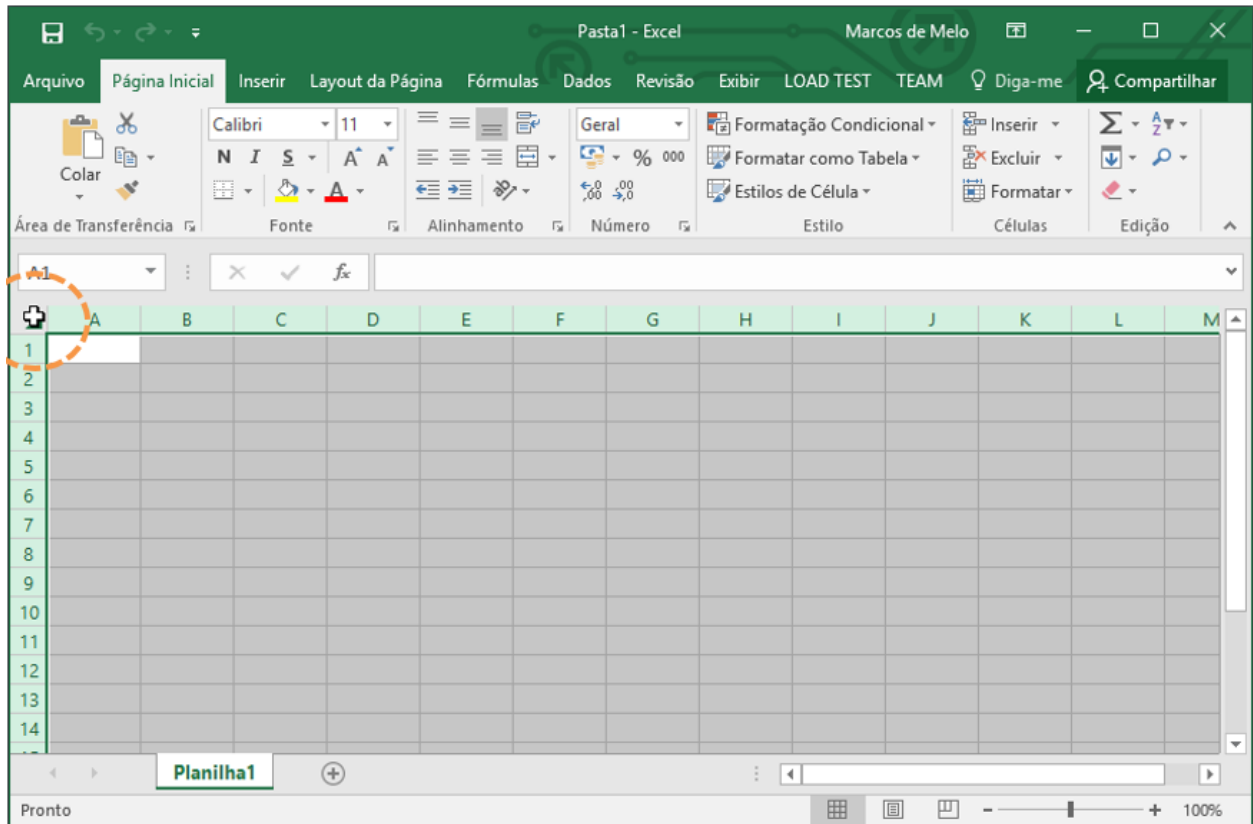 Pasta1 - Excel Marcos de Melo
Arquivo Página Inicial Inserir Layout da Página Fórmulas Dados Revisão Exibir LOAD TEST TEAM Diga-me Compartilhar
Calibri 11 Geral Formatação Condicional Inserir
Colar N I S A A % 000 Formatar como Tabela Excluir
A ,00 ,0 Estilos de Célula Formatar
Área de Transferência Fonte Alinhamento Número Estilo Células Edição
A1 fx
A B C D E F G H I J K L M
1
2
3
4
5
6
7
8
9
10
11
12
13
14
Planilha1
Pronto 100%